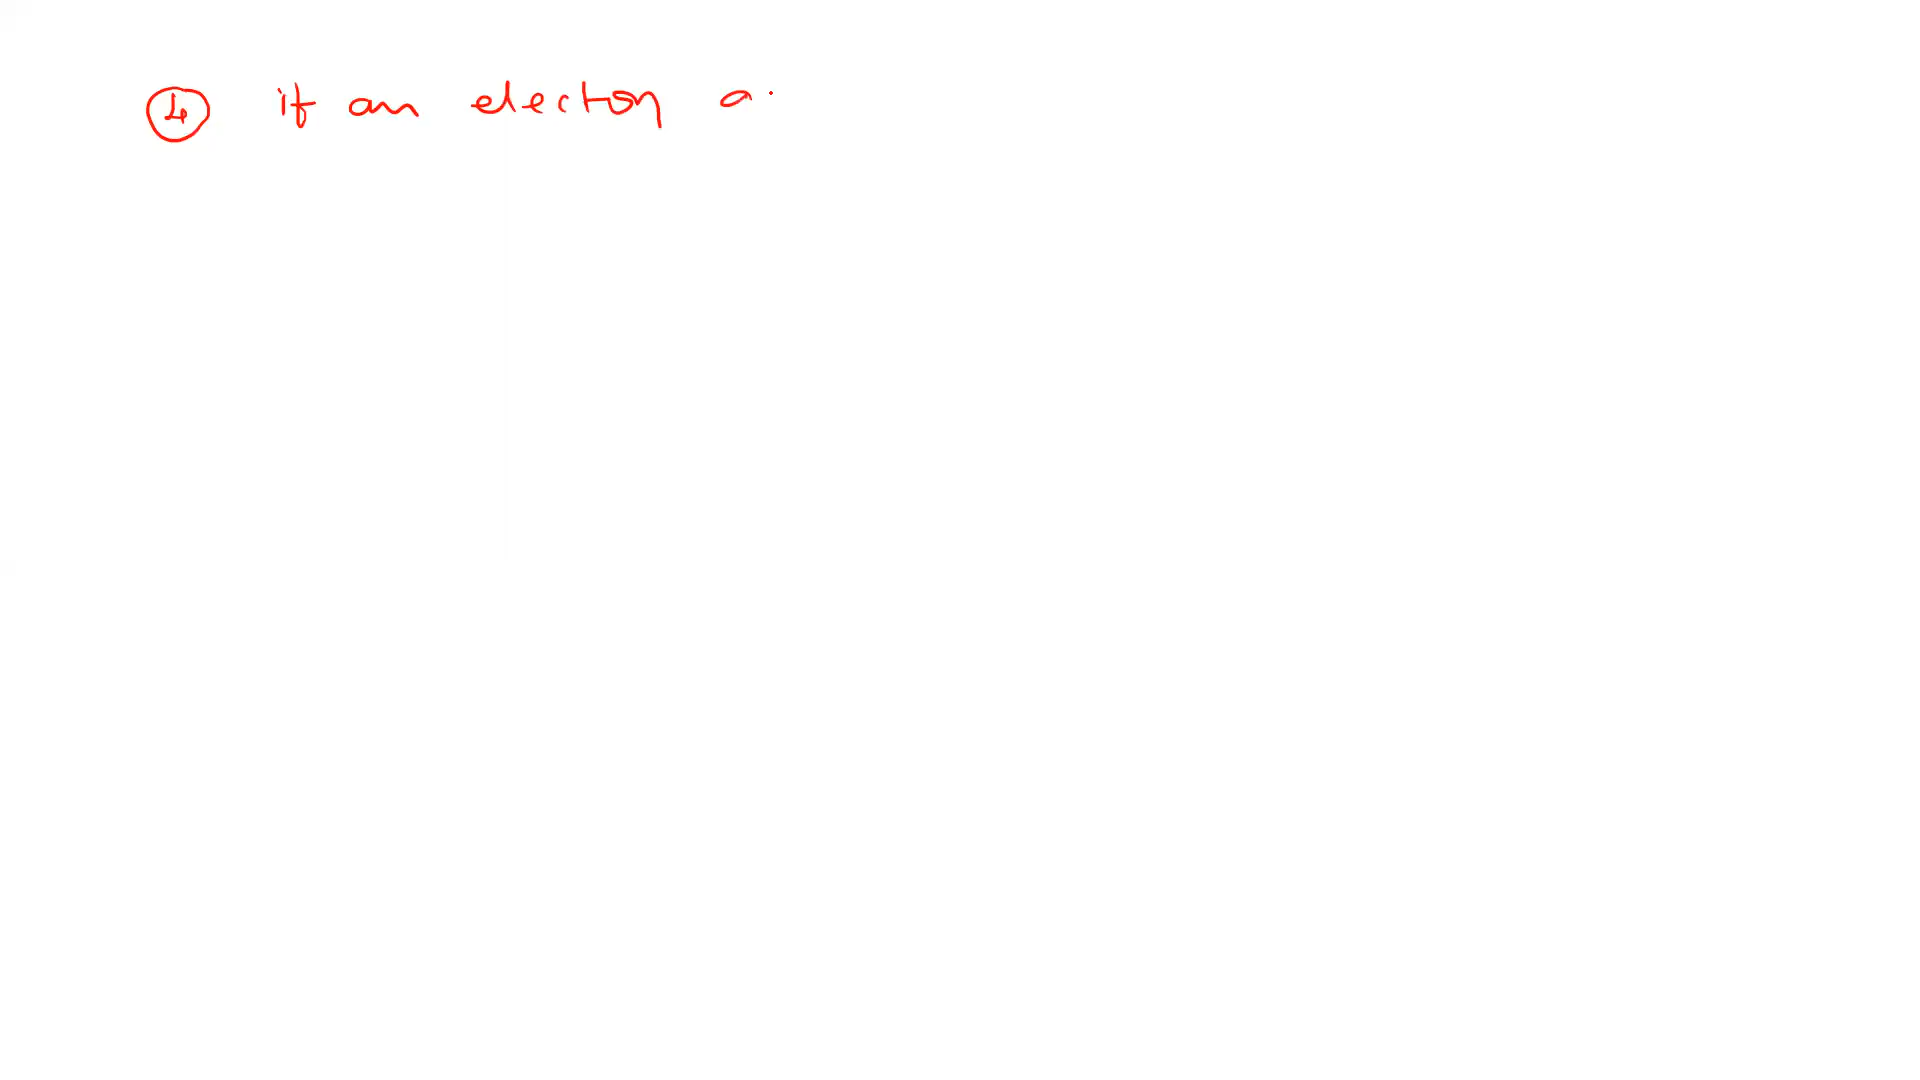 ④ if an electron a